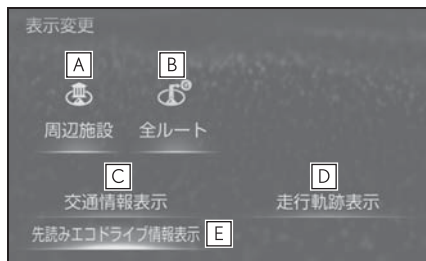 表示変更
A B
周辺施設 全ルート
C D
交通情報表示 走行軌跡表示
先読みエコドライブ情報表示 E